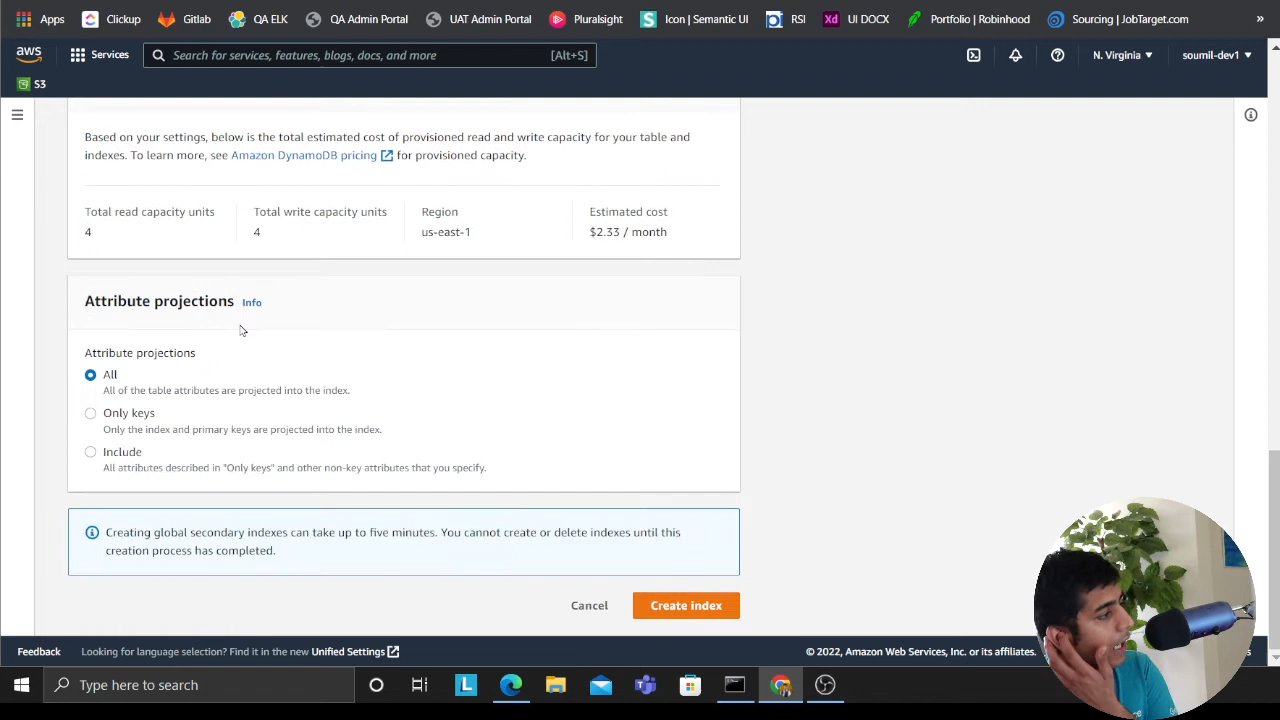 Apps Clickup Gitlab QA ELK QA Admin Portal UAT Admin Portal Pluralsight Icon | Semantic UI RSI UI DOCX Portfolio | Robinhood Sourcing | JobTarget.com »
aws Services Search for services, features, blogs, docs, and more [Alt+S] N. Virginia soumil-dev1
S3
Based on your settings, below is the total estimated cost of provisioned read and write capacity for your table and
indexes. To learn more, see Amazon DynamoDB pricing for provisioned capacity.
Total read capacity units Total write capacity units Region Estimated cost
4 4 us-east-1 $2.33 / month
Attribute projections Info
Attribute projections
All
All of the table attributes are projected into the index.
Only keys
Only the index and primary keys are projected into the index.
Include
All attributes described in "Only keys" and other non-key attributes that you specify.
Creating global secondary indexes can take up to five minutes. You cannot create or delete indexes until this
creation process has completed.
Cancel Create index
Feedback Looking for language selection? Find it in the new Unified Settings © 2022, Amazon Web Services, Inc. or its affiliates.
Type here to search